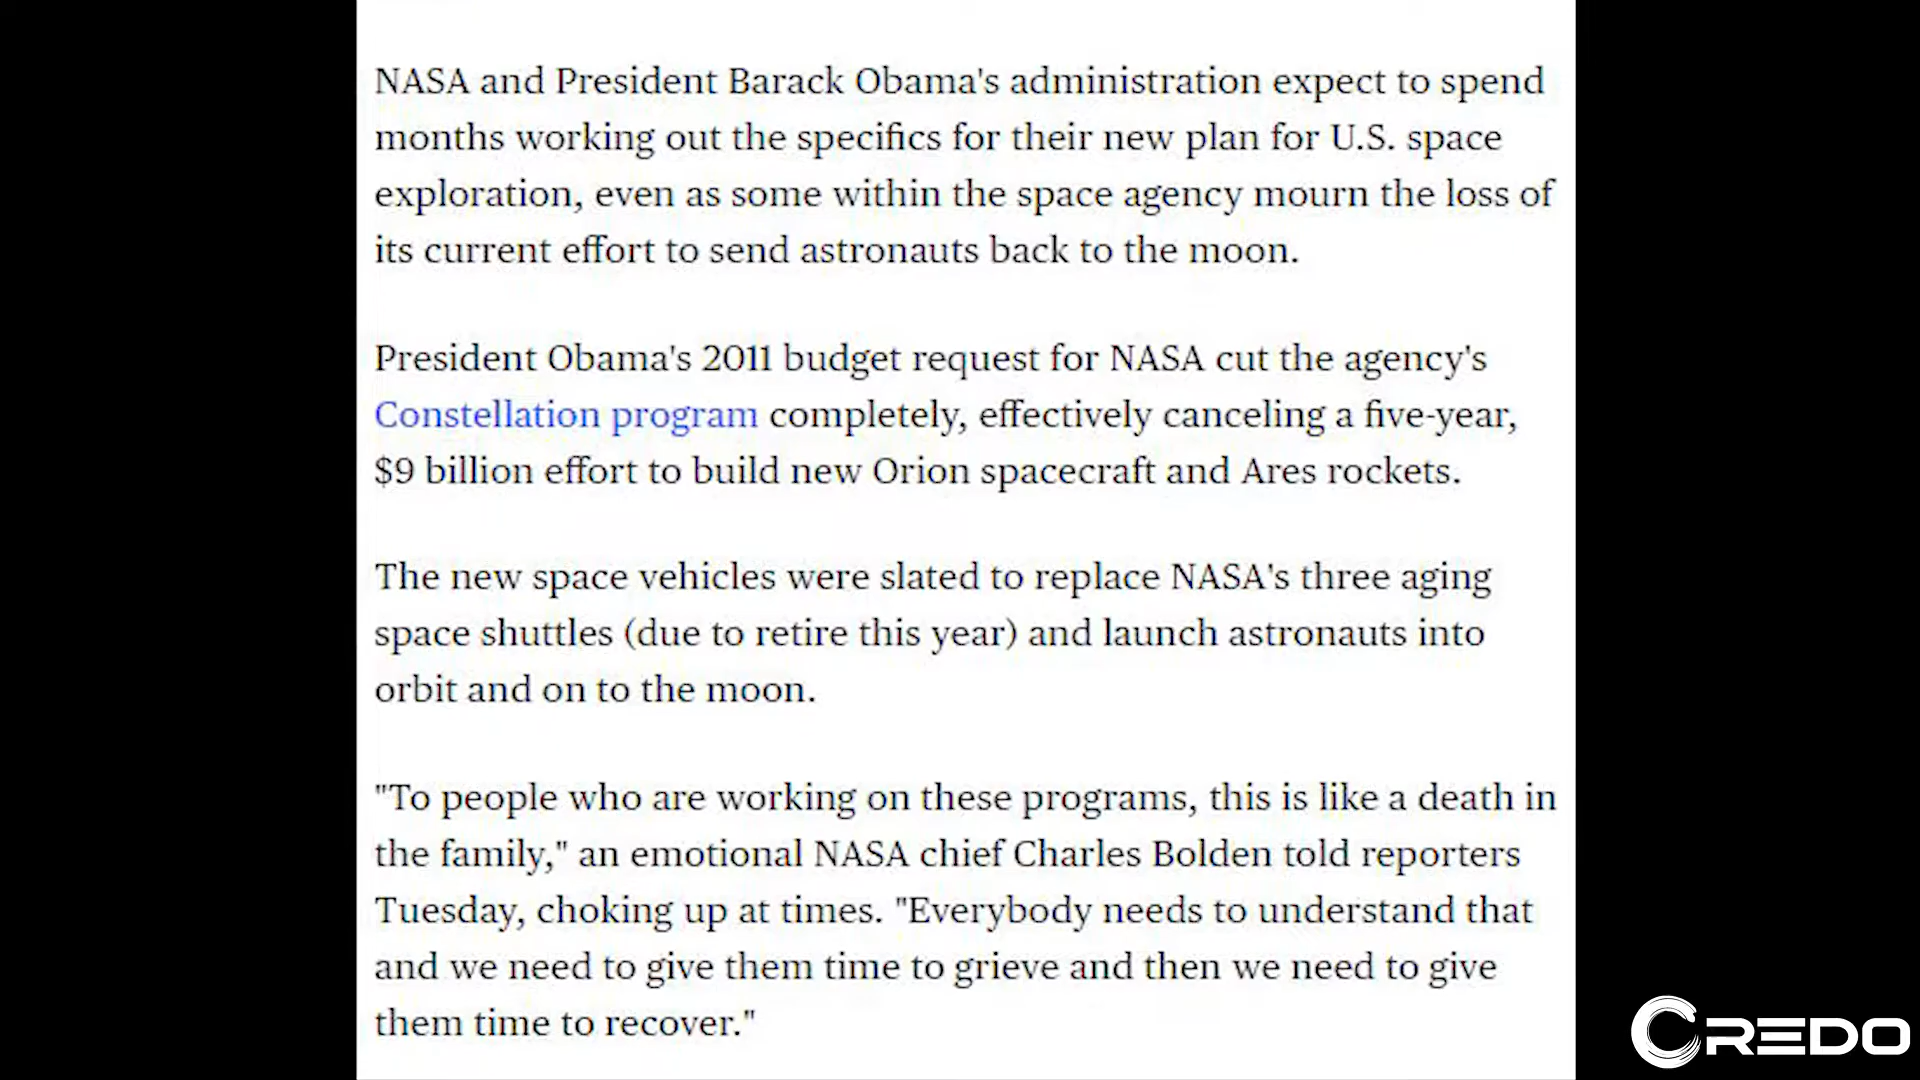 NASA and President Barack Obama's administration expect to spend
months working out the specifics for their new plan for U.S. space
exploration, even as some within the space agency mourn the loss of
its current effort to send astronauts back to the moon.
President Obama's 2011 budget request for NASA cut the agency's
Constellation program completely, effectively canceling a five-year,
$9 billion effort to build new Orion spacecraft and Ares rockets.
The new space vehicles were slated to replace NASA's three aging
space shuttles (due to retire this year) and launch astronauts into
orbit and on to the moon.
"To people who are working on these programs, this is like a death in
the family," an emotional NASA chief Charles Bolden told reporters
Tuesday, choking up at times. "Everybody needs to understand that
and we need to give them time to grieve and then we need to give
them time to recover."
CREDO